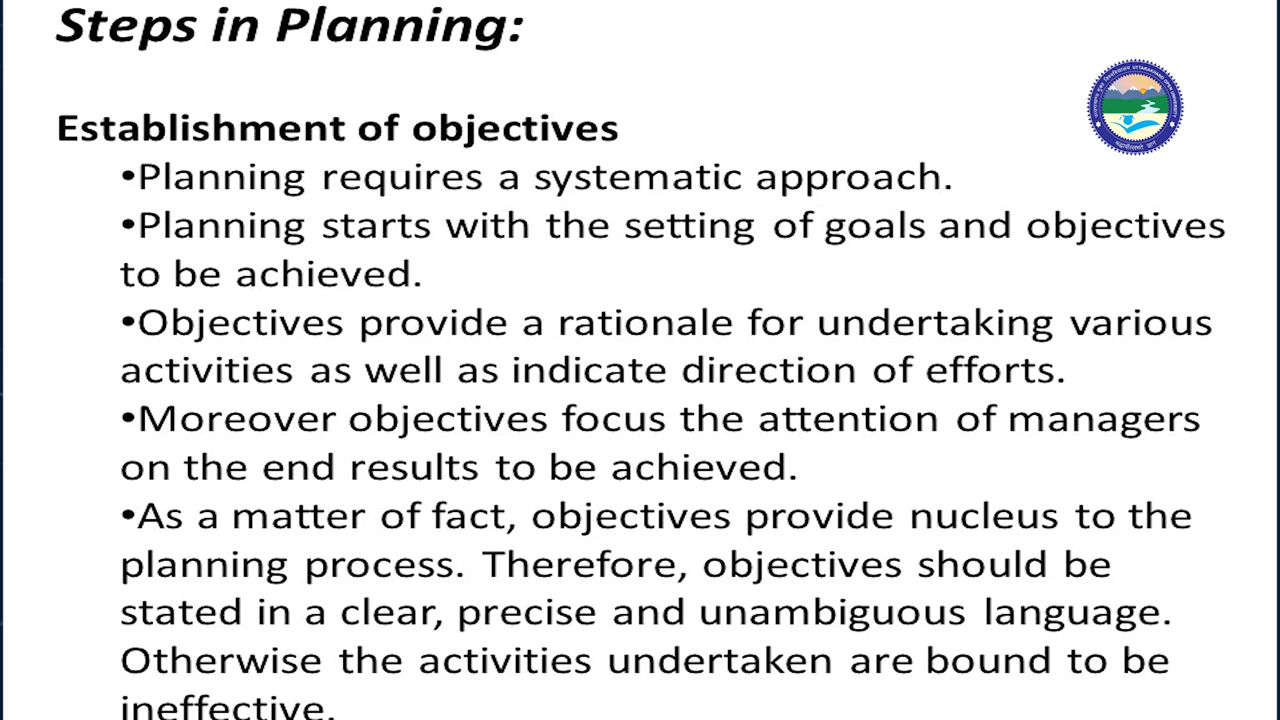 Steps in Planning:
Establishment of objectives
•Planning requires a systematic approach.
•Planning starts with the setting of goals and objectives
to be achieved.
•Objectives provide a rationale for undertaking various
activities as well as indicate direction of efforts.
•Moreover objectives focus the attention of managers
on the end results to be achieved.
•As a matter of fact, objectives provide nucleus to the
planning process. Therefore, objectives should be
stated in a clear, precise and unambiguous language.
Otherwise the activities undertaken are bound to be
ineffective.